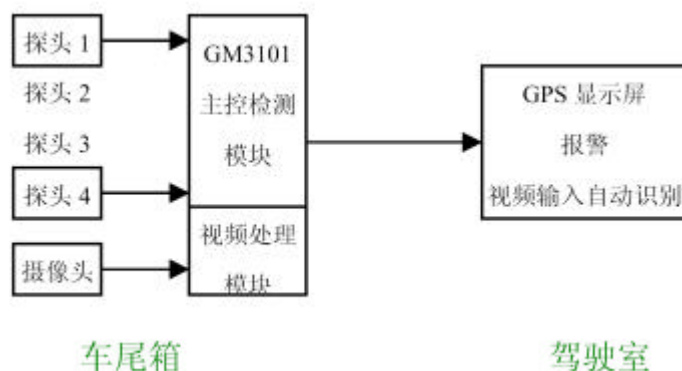 探头 1
探头 2
探头 3
探头 4
摄像头
GM3101
主控检测
模块
视频处理
模块
GPS 显示屏
报警
视频输入自动识别
车尾箱
驾驶室